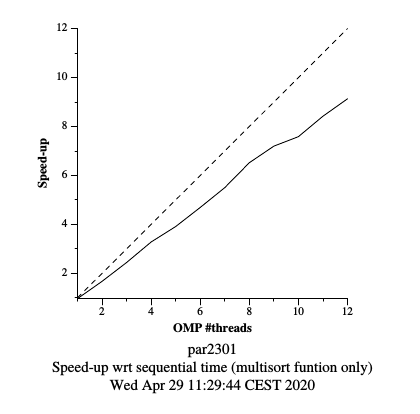 12
10
8
6
4
2
Speed-up
2 4 6 8 10 12
OMP #threads
par2301
Speed-up wrt sequential time (multisort funtion only)
Wed Apr 29 11:29:44 CEST 2020